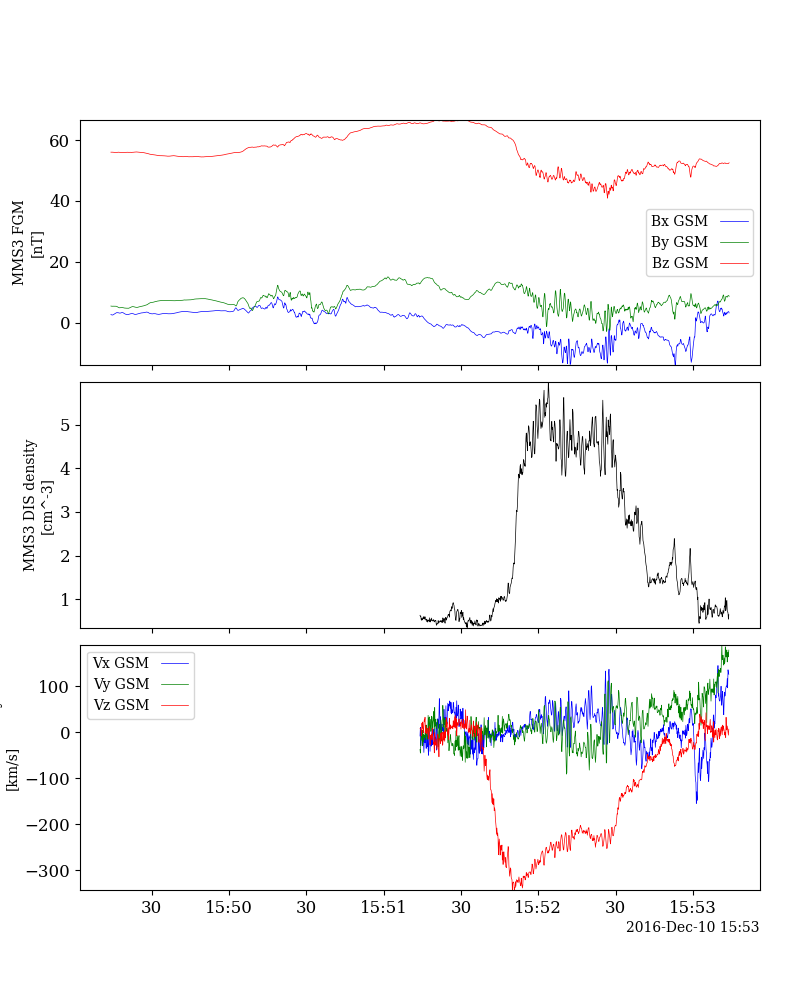 MMS3 FGM
[nT]
60
40
20
0
Bx GSM
By GSM
Bz GSM
MMS3 DIS density
[cm^-3]
5
4
3
2
1
[km/s]
100
0
−100
−200
−300
Vx GSM
Vy GSM
Vz GSM
30 15:50 30 15:51 30 15:52 30 15:53
2016-Dec-10 15:53